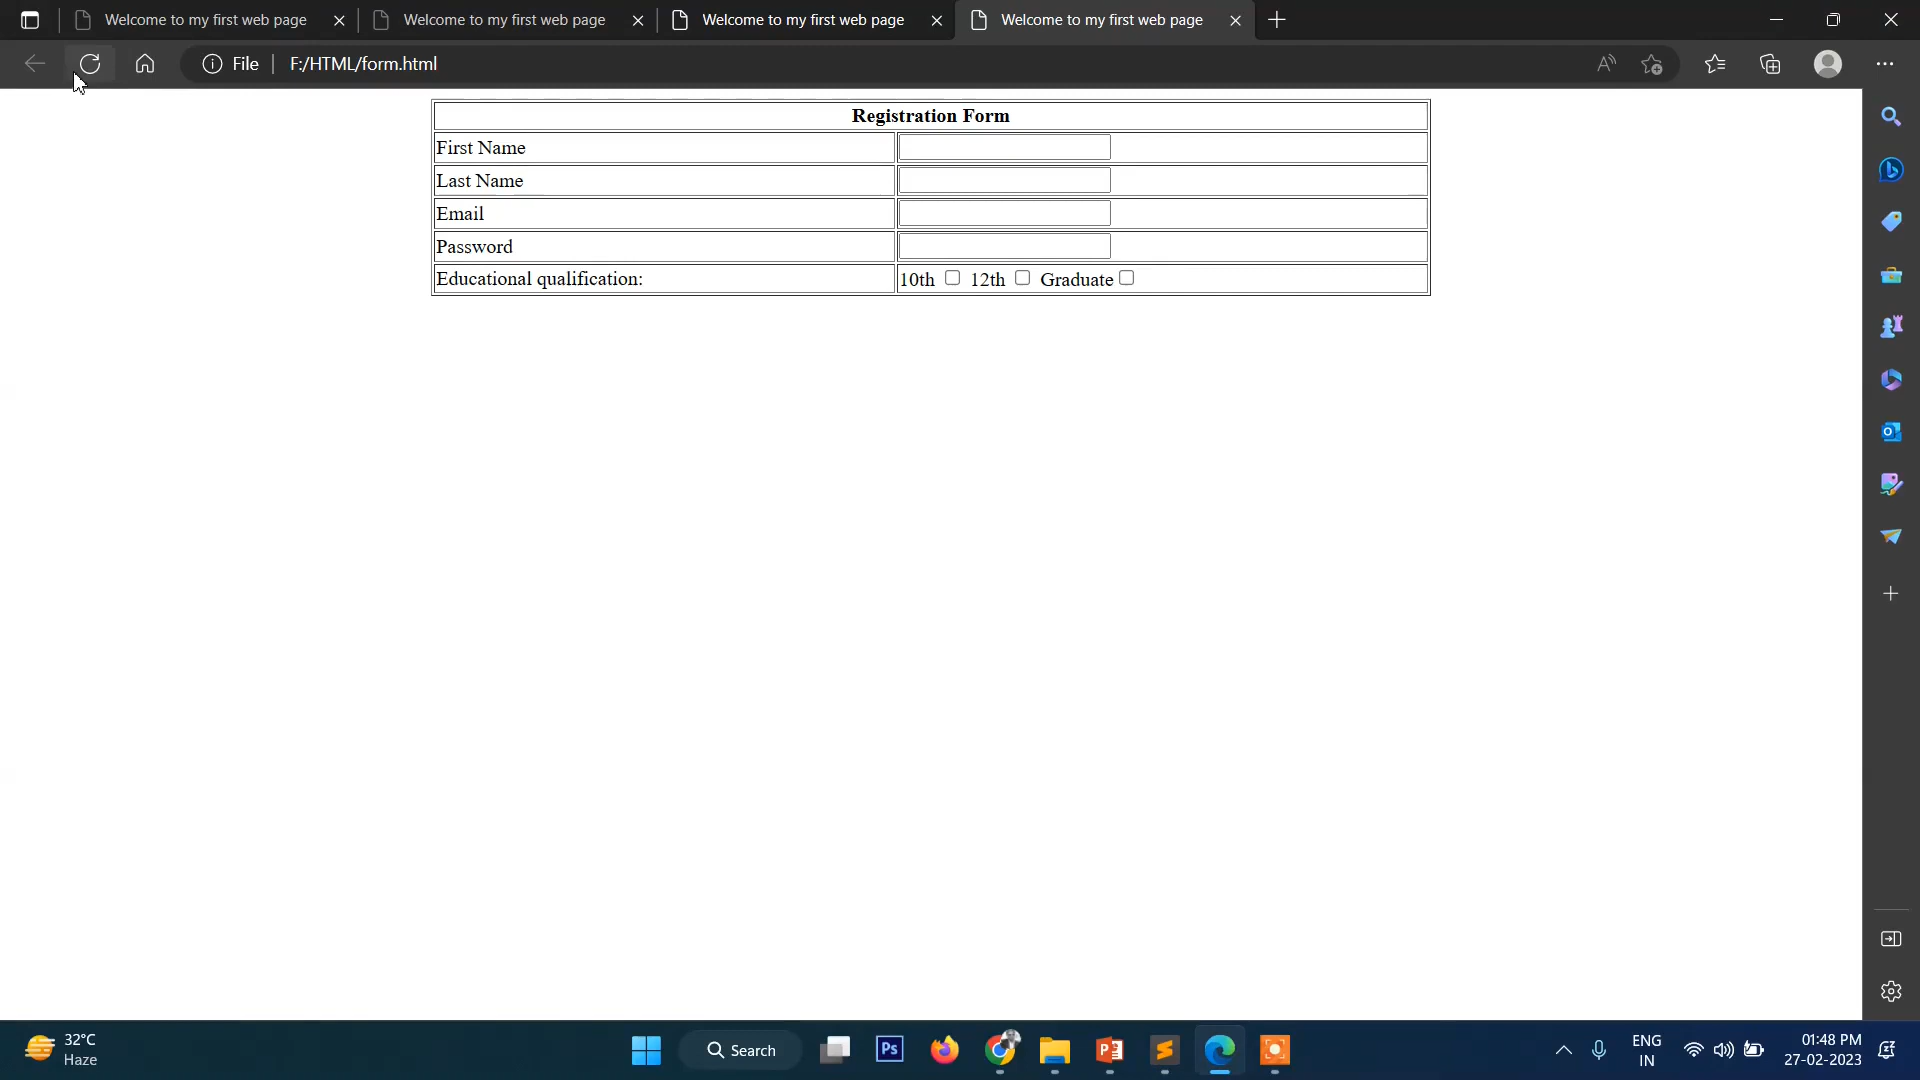 Welcome to my first web page
Welcome to my first web page
Welcome to my first web page
Welcome to my first web page
File F:/HTML/form.html
Registration Form
First Name
Last Name
Email
Password
Educational qualification: 10th 12th Graduate
32°C
Haze
Search
Ps
ENG
IN
01:48 PM
27-02-2023